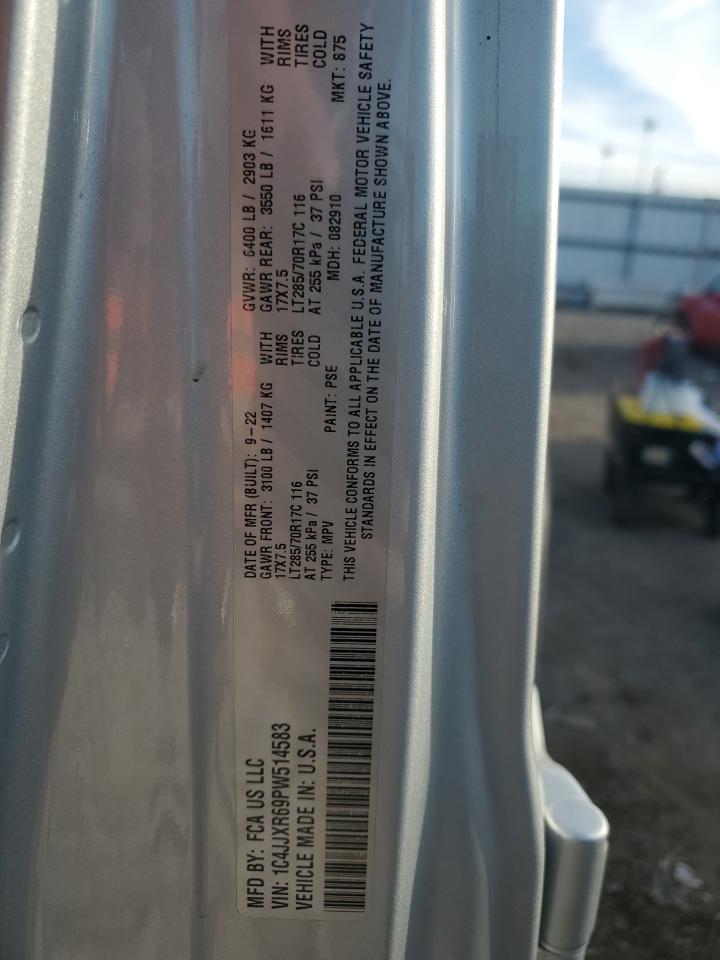 MFD BY: FCA US LLC
VIN: 1C4JJXR69PW514583
VEHICLE MADE IN: U.S.A.
DATE OF MFR (BUILT): 9-22 GVWR: 6400 LB / 2903 KG
GAWR FRONT: 3100 LB / 1407 KG WITH GAWR REAR: 3550 LB / 1611 KG WITH
17X7.5 RIMS 17X7.5 RIMS
LT285/70R17C 116 TIRES LT285/70R17C 116 TIRES
AT 255 kPa / 37 PSI COLD AT 255 kPa / 37 PSI COLD
TYPE: MPV PAINT: PSE MDH: 082910 MKT: 875
THIS VEHICLE CONFORMS TO ALL APPLICABLE U.S.A. FEDERAL MOTOR VEHICLE SAFETY
STANDARDS IN EFFECT ON THE DATE OF MANUFACTURE SHOWN ABOVE.